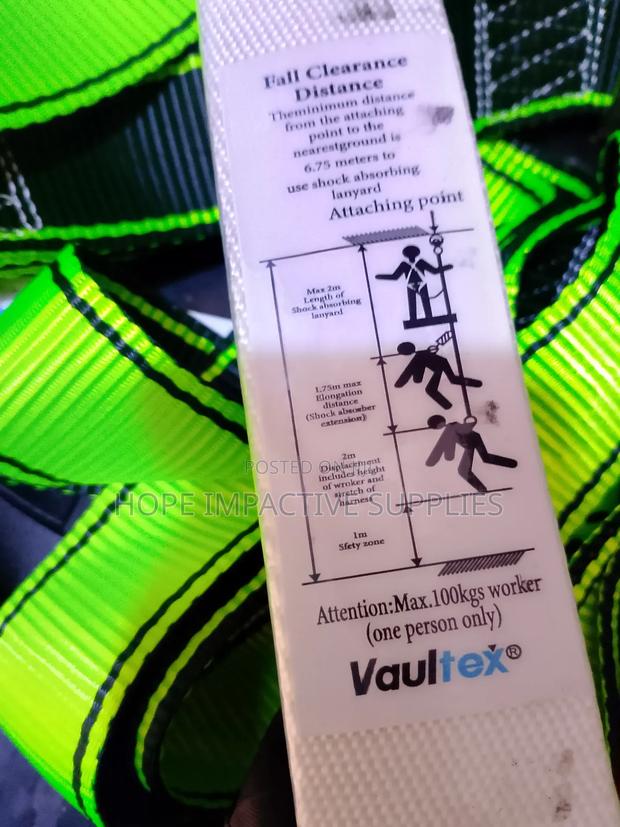 Fall Clearance
Distance
Theminimum distance
from the attaching
point to the
nearestground is
6.75 meters to
use shock absorbing
lanyard
Attaching point
Max 2m
Length of
Shock absorbing
lanyard
1.75m max
Elongation
distance
(Shock absorber
extension)
2m
Displacement
includes height
of wroker and
stretch of
harness
POSTED ON
HOPE IMPACTIVE SUPPLIES
1m
Sfety zone
Attention:Max.100kgs worker
(one person only)
Vaultex®